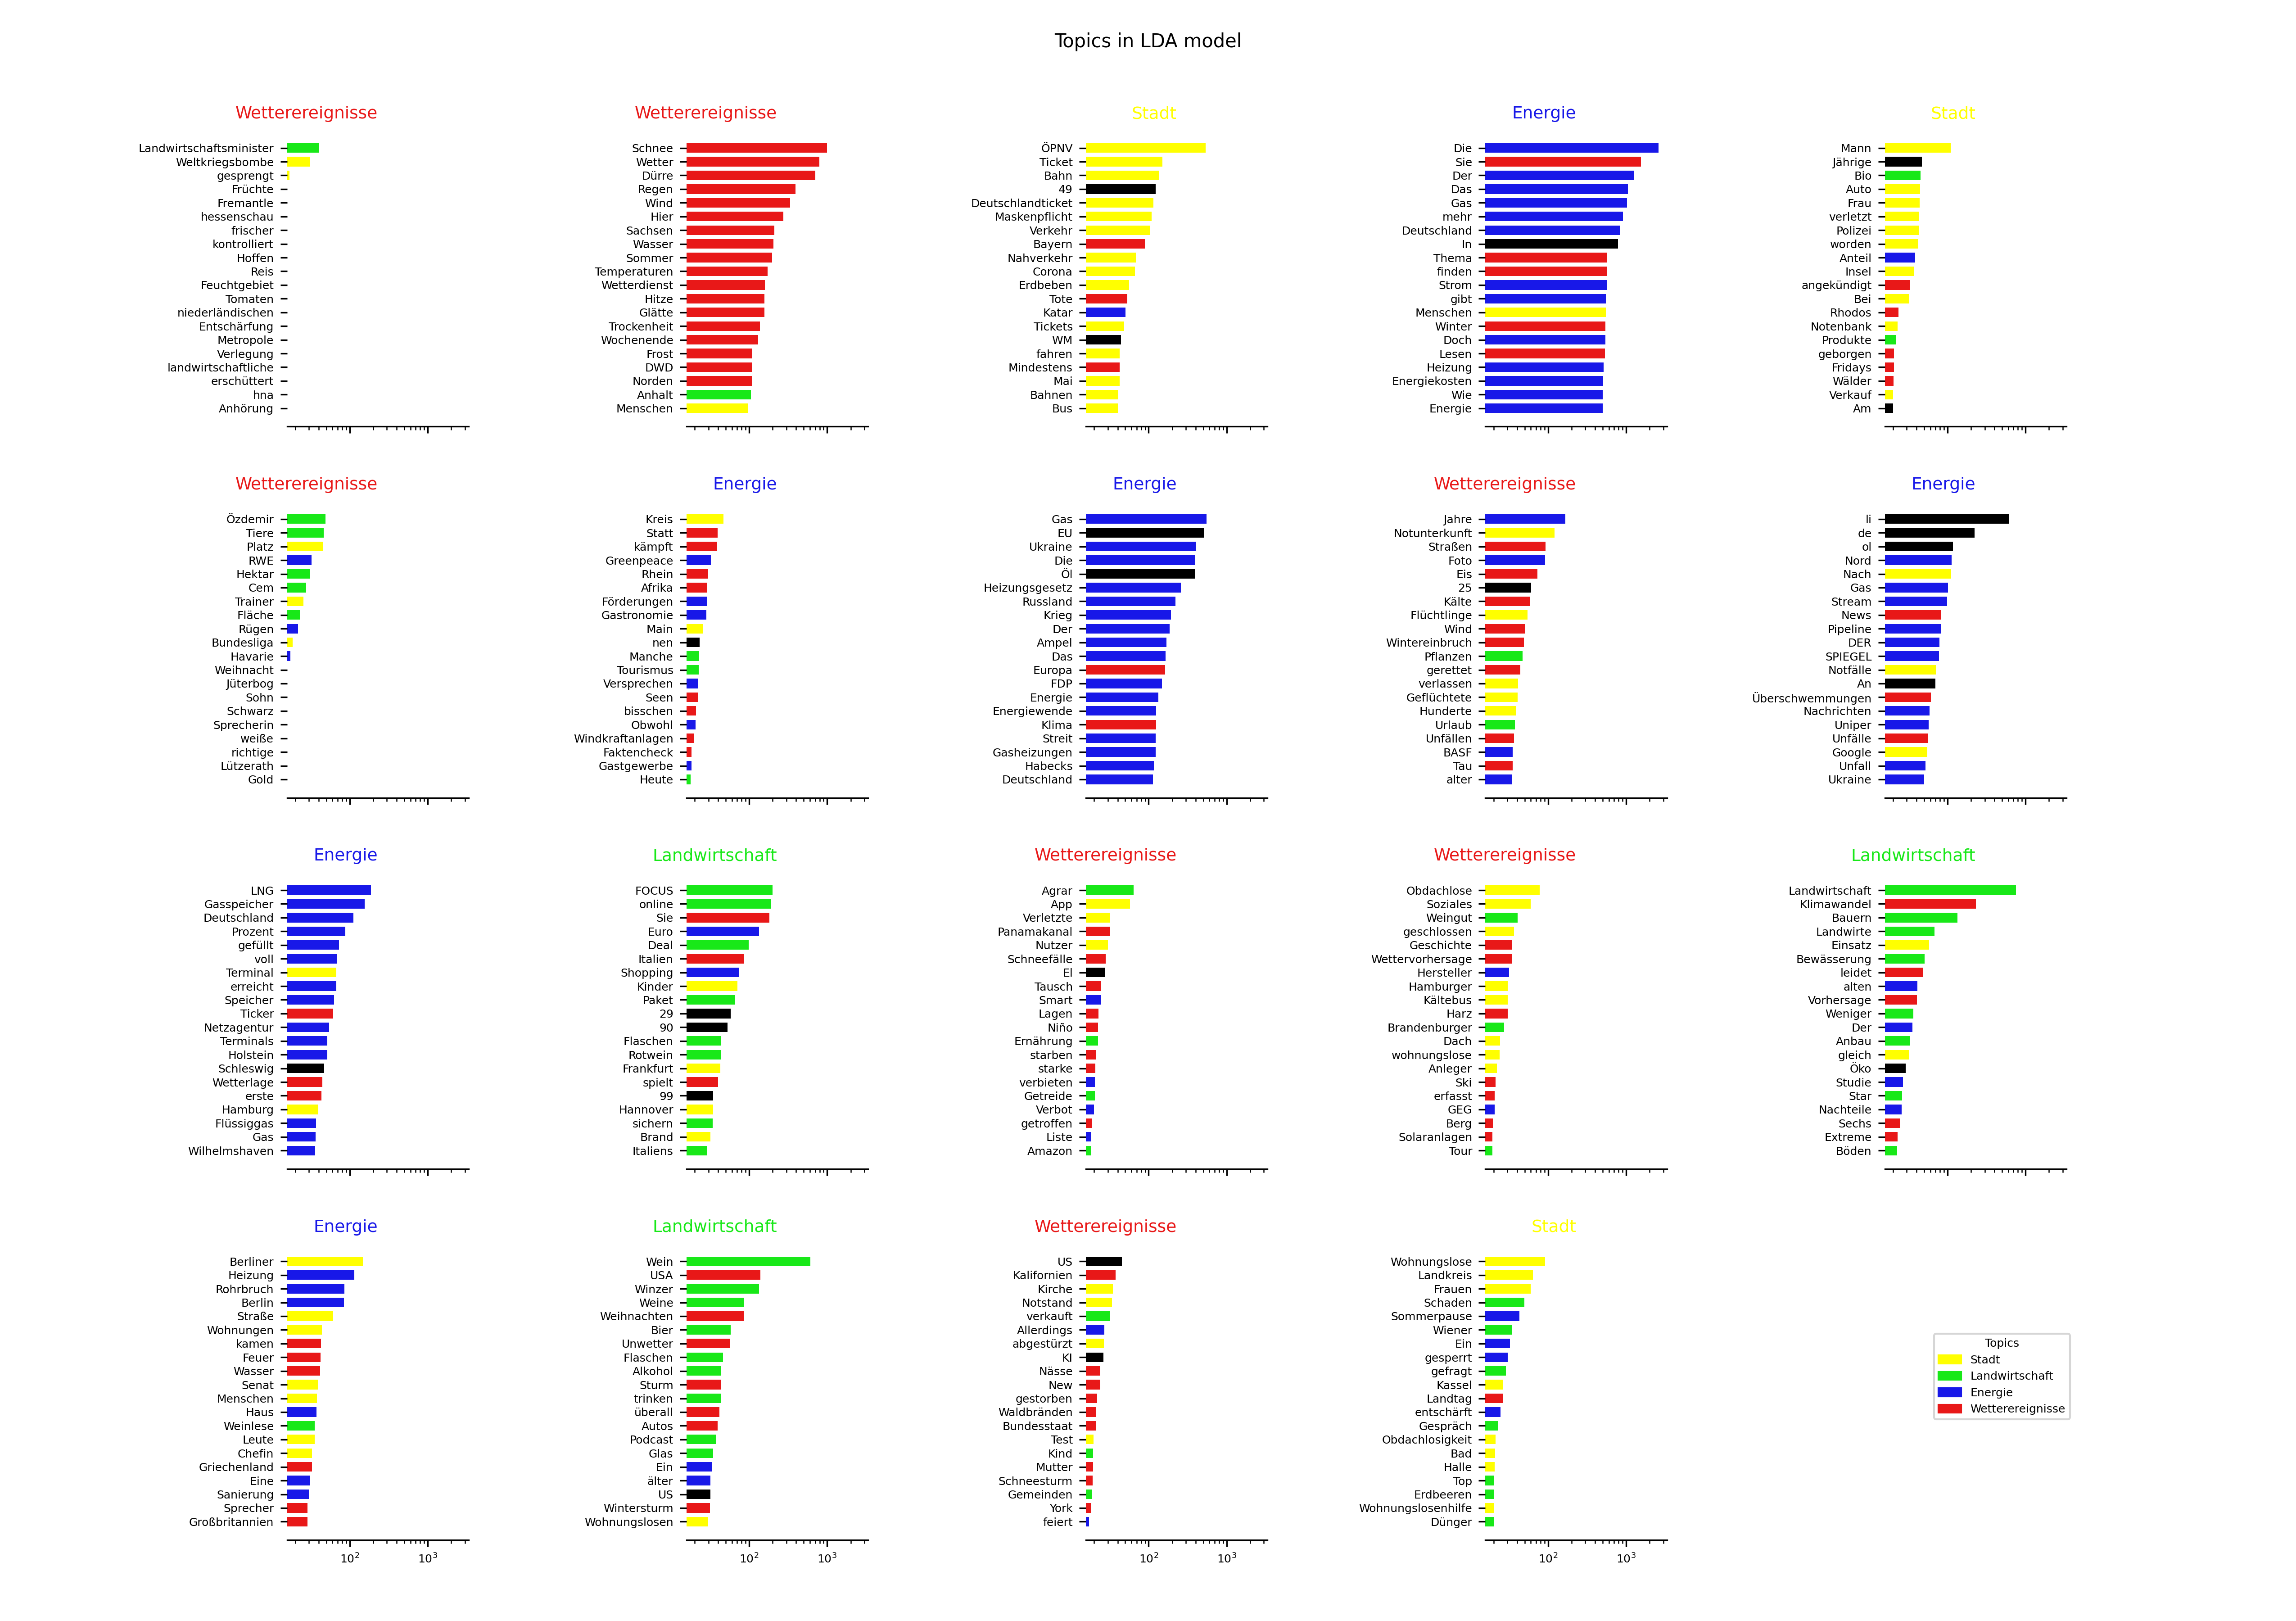 Topics in LDA model
Wetterereignisse
Landwirtschaftsminister
Weltkriegsbombe
gesprengt
Früchte
Fremantle
hessenschau
frischer
kontrolliert
Hoffen
Reis
Feuchtgebiet
Tomaten
niederländischen
Entschärfung
Metropole
Verlegung
landwirtschaftliche
erschüttert
hna
Anhörung
Wetterereignisse
Schnee
Wetter
Dürre
Regen
Wind
Hier
Sachsen
Wasser
Sommer
Temperaturen
Wetterdienst
Hitze
Glätte
Trockenheit
Wochenende
Frost
DWD
Norden
Anhalt
Menschen
Stadt
ÖPNV
Ticket
Bahn
49
Deutschlandticket
Maskenpflicht
Verkehr
Bayern
Nahverkehr
Corona
Erdbeben
Tote
Katar
Tickets
WM
fahren
Mindestens
Mai
Bahnen
Bus
Energie
Die
Sie
Der
Das
Gas
mehr
Deutschland
In
Thema
finden
Strom
gibt
Menschen
Winter
Doch
Lesen
Heizung
Energiekosten
Wie
Energie
Stadt
Mann
Jährige
Bio
Auto
Frau
verletzt
Polizei
worden
Anteil
Insel
angekündigt
Bei
Rhodos
Notenbank
Produkte
geborgen
Fridays
Wälder
Verkauf
Am
Wetterereignisse
Özdemir
Tiere
Platz
RWE
Hektar
Cem
Trainer
Fläche
Rügen
Bundesliga
Havarie
Weihnacht
Jüterbog
Sohn
Schwarz
Sprecherin
weiße
richtige
Lützerath
Gold
Energie
Kreis
Statt
kämpft
Greenpeace
Rhein
Afrika
Förderungen
Gastronomie
Main
nen
Manche
Tourismus
Versprechen
Seen
bisschen
Obwohl
Windkraftanlagen
Faktencheck
Gastgewerbe
Heute
Energie
Gas
EU
Ukraine
Die
Öl
Heizungsgesetz
Russland
Krieg
Der
Ampel
Das
Europa
FDP
Energie
Energiewende
Klima
Streit
Gasheizungen
Habecks
Deutschland
Wetterereignisse
Jahre
Notunterkunft
Straßen
Foto
Eis
25
Kälte
Flüchtlinge
Wind
Wintereinbruch
Pflanzen
gerettet
verlassen
Geflüchtete
Hunderte
Urlaub
Unfällen
BASF
Tau
alter
Energie
li
de
ol
Nord
Nach
Gas
Stream
News
Pipeline
DER
SPIEGEL
Notfälle
An
Überschwemmungen
Nachrichten
Uniper
Unfälle
Google
Unfall
Ukraine
Energie
LNG
Gasspeicher
Deutschland
Prozent
gefüllt
voll
Terminal
erreicht
Speicher
Ticker
Netzagentur
Terminals
Holstein
Schleswig
Wetterlage
erste
Hamburg
Flüssiggas
Gas
Wilhelmshaven
Landwirtschaft
FOCUS
online
Sie
Euro
Deal
Italien
Shopping
Kinder
Paket
29
90
Flaschen
Rotwein
Frankfurt
spielt
99
Hannover
sichern
Brand
Italiens
Wetterereignisse
Agrar
App
Verletzte
Panamakanal
Nutzer
Schneefälle
El
Tausch
Smart
Lagen
Niño
Ernährung
starben
starke
verbieten
Getreide
Verbot
getroffen
Liste
Amazon
Wetterereignisse
Obdachlose
Soziales
Weingut
geschlossen
Geschichte
Wettervorhersage
Hersteller
Hamburger
Kältebus
Harz
Brandenburger
Dach
wohnungslose
Anleger
Ski
erfasst
GEG
Berg
Solaranlagen
Tour
Landwirtschaft
Landwirtschaft
Klimawandel
Bauern
Landwirte
Einsatz
Bewässerung
leidet
alten
Vorhersage
Weniger
Der
Anbau
gleich
Öko
Studie
Star
Nachteile
Sechs
Extreme
Böden
Energie
Berliner
Heizung
Rohrbruch
Berlin
Straße
Wohnungen
kamen
Feuer
Wasser
Senat
Menschen
Haus
Weinlese
Leute
Chefin
Griechenland
Eine
Sanierung
Sprecher
Großbritannien
10² 10³
Landwirtschaft
Wein
USA
Winzer
Weine
Weihnachten
Bier
Unwetter
Flaschen
Alkohol
Sturm
trinken
überall
Autos
Podcast
Glas
Ein
älter
US
Wintersturm
Wohnungslosen
10² 10³
Wetterereignisse
US
Kalifornien
Kirche
Notstand
verkauft
Allerdings
abgestürzt
KI
Nässe
New
gestorben
Waldbränden
Bundesstaat
Test
Kind
Mutter
Schneesturm
Gemeinden
York
feiert
10² 10³
Stadt
Wohnungslose
Landkreis
Frauen
Schaden
Sommerpause
Wiener
Ein
gesperrt
gefragt
Kassel
Landtag
entschärft
Gespräch
Obdachlosigkeit
Bad
Halle
Top
Erdbeeren
Wohnungslosenhilfe
Dünger
10² 10³
Topics
Stadt
Landwirtschaft
Energie
Wetterereignisse